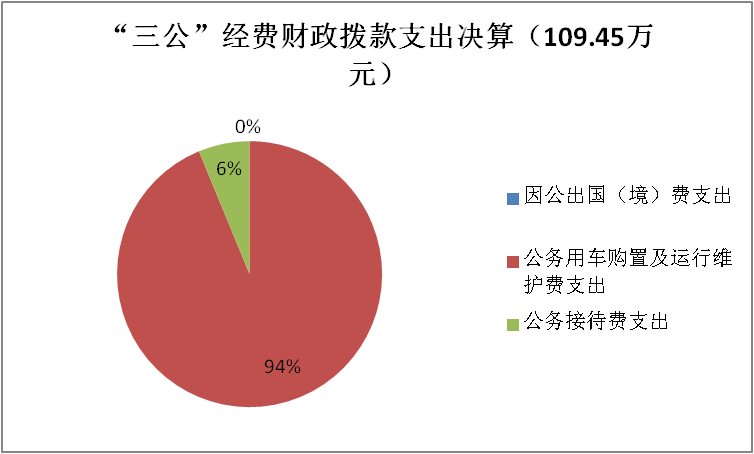 “三公”经费财政拨款支出决算（109.45万
元）
0%
6%
94%
因公出国（境）费支出
公务用车购置及运行维
护费支出
公务接待费支出